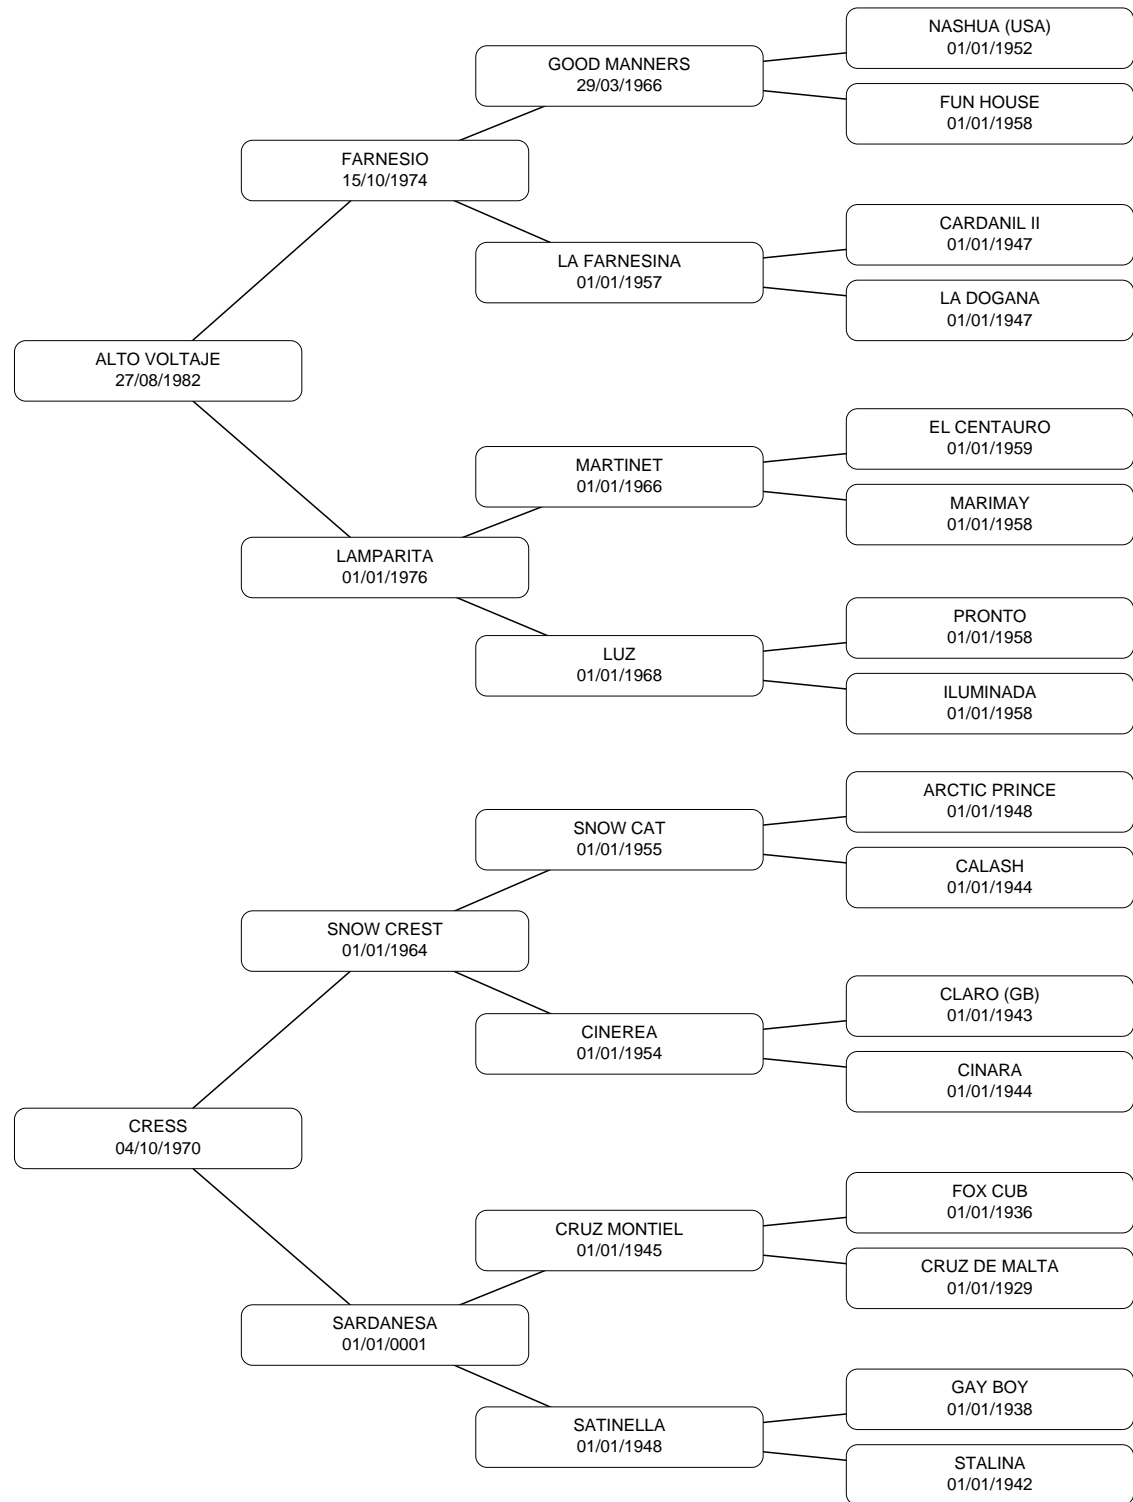 NASHUA (USA)
01/01/1952
GOOD MANNERS
29/03/1966
FUN HOUSE
01/01/1958
FARNESIO
15/10/1974
CARDANIL II
01/01/1947
LA FARNESINA
01/01/1957
LA DOGANA
01/01/1947
ALTO VOLTAJE
27/08/1982
EL CENTAURO
01/01/1959
MARTINET
01/01/1966
MARIMAY
01/01/1958
LAMPARITA
01/01/1976
PRONTO
01/01/1958
LUZ
01/01/1968
ILUMINADA
01/01/1958
ARCTIC PRINCE
01/01/1948
SNOW CAT
01/01/1955
CALASH
01/01/1944
SNOW CREST
01/01/1964
CLARO (GB)
01/01/1943
CINEREA
01/01/1954
CINARA
01/01/1944
CRESS
04/10/1970
FOX CUB
01/01/1936
CRUZ MONTIEL
01/01/1945
CRUZ DE MALTA
01/01/1929
SARDANESA
01/01/0001
GAY BOY
01/01/1938
SATINELLA
01/01/1948
STALINA
01/01/1942